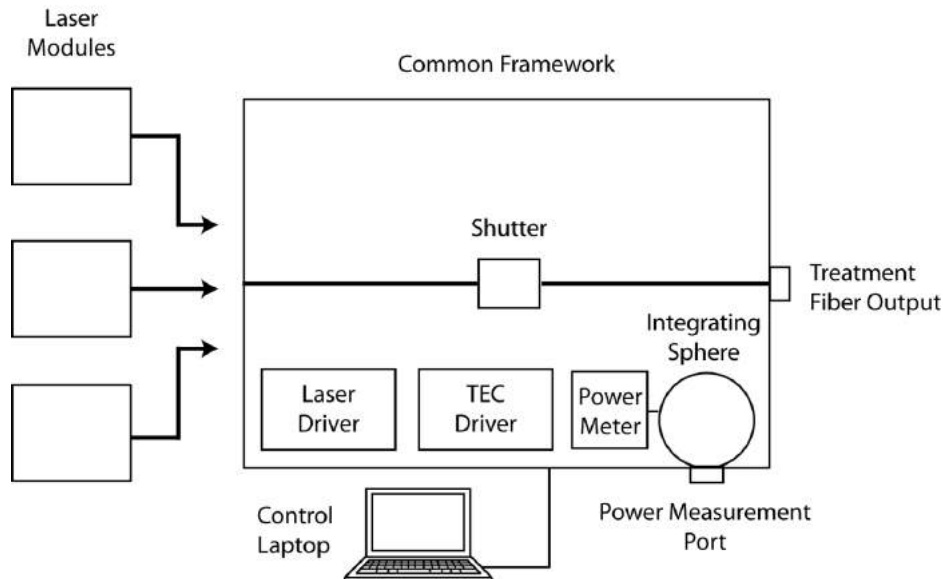 Laser
Modules
Common Framework
Shutter
Treatment
Fiber Output
Integrating
Sphere
Laser
Driver
TEC
Driver
Power
Meter
Control
Laptop
Power Measurement
Port